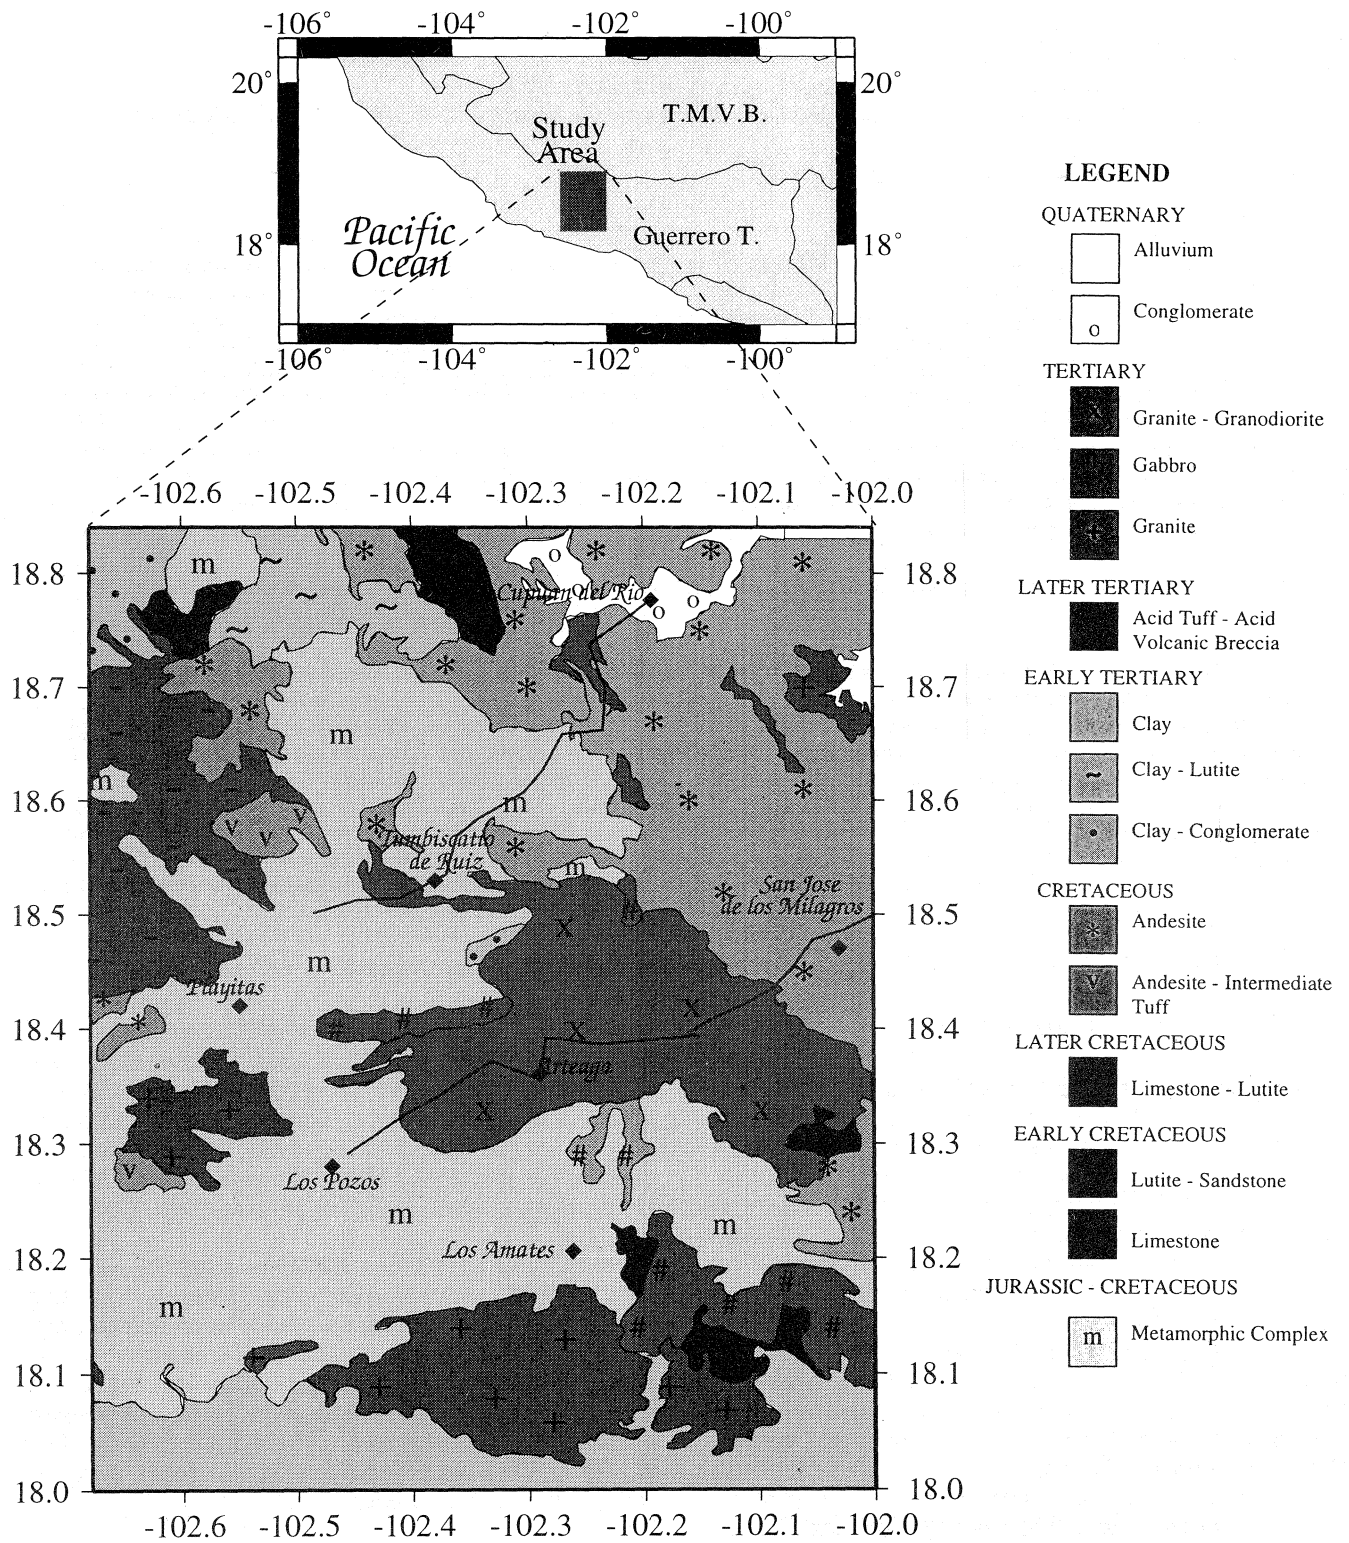 -106° -104° -102° -100°
20° 20°
T.M.V.B.
Study
Area
Pacific
Ocean
Guerrero T.
18° 18°
-106° -104° -102° -100°
LEGEND
QUATERNARY
Alluvium
o Conglomerate
TERTIARY
X Granite - Granodiorite
Gabbro
+ Granite
LATER TERTIARY
Acid Tuff - Acid
Volcanic Breccia
EARLY TERTIARY
Clay
~ Clay - Lutite
• Clay - Conglomerate
CRETACEOUS
* Andesite
v Andesite - Intermediate
Tuff
LATER CRETACEOUS
Limestone - Lutite
EARLY CRETACEOUS
Lutite - Sandstone
Limestone
JURASSIC - CRETACEOUS
m Metamorphic Complex
-102.6 -102.5 -102.4 -102.3 -102.2 -102.1 -102.0
18.8 18.8
m
Cupuan del Rio
o
o
o
o
18.7 18.7
m
m
18.6 18.6
m
v v v
Tumbiscatio
de Ruiz
m
San Jose
de los Milagros
18.5 18.5
X
m
Playitas
X
18.4 18.4
# # #
X
Arteaga
X X
18.3 18.3
v
# #
Los Pozos
m m
Los Amates
18.2 18.2
# #
m
# # #
18.1 18.1
18.0 18.0
-102.6 -102.5 -102.4 -102.3 -102.2 -102.1 -102.0